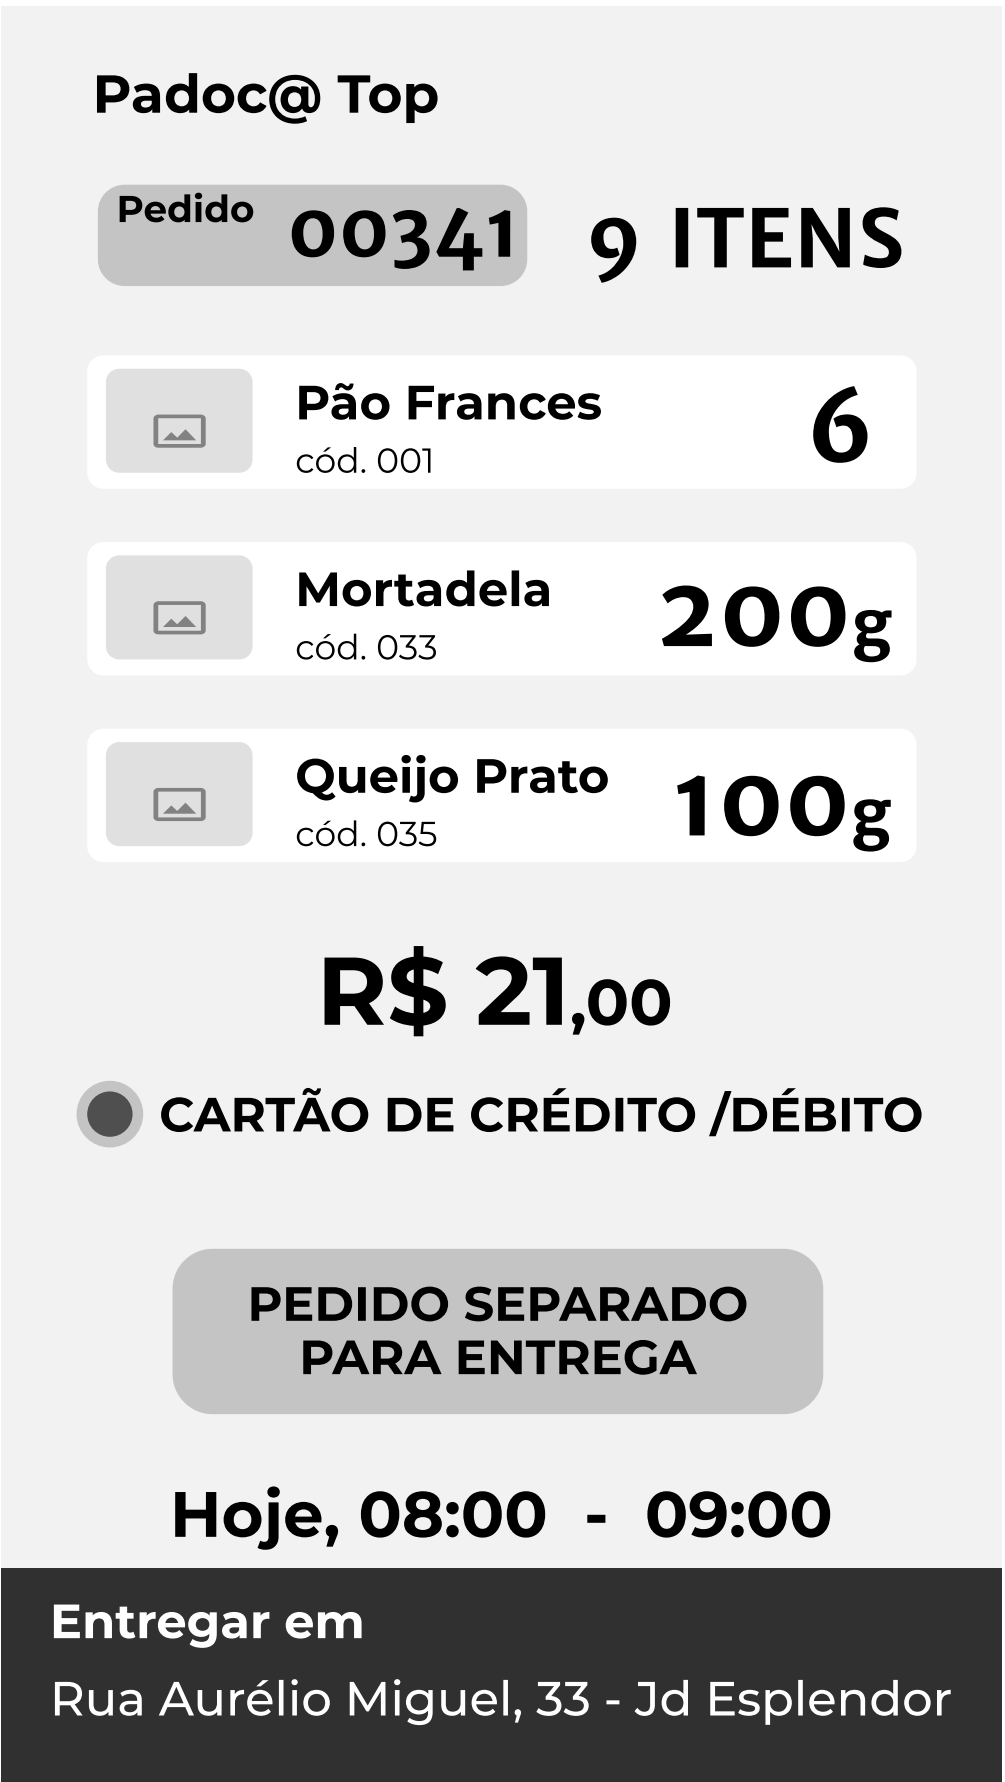 Padoc@ Top
Pedido 00341 9 ITENS
Pão Frances
cód. 001
6
Mortadela
cód. 033
200g
Queijo Prato
cód. 035
100g
R$ 21,00
CARTÃO DE CRÉDITO /DÉBITO
PEDIDO SEPARADO
PARA ENTREGA
Hoje, 08:00 - 09:00
Entregar em
Rua Aurélio Miguel, 33 - Jd Esplendor